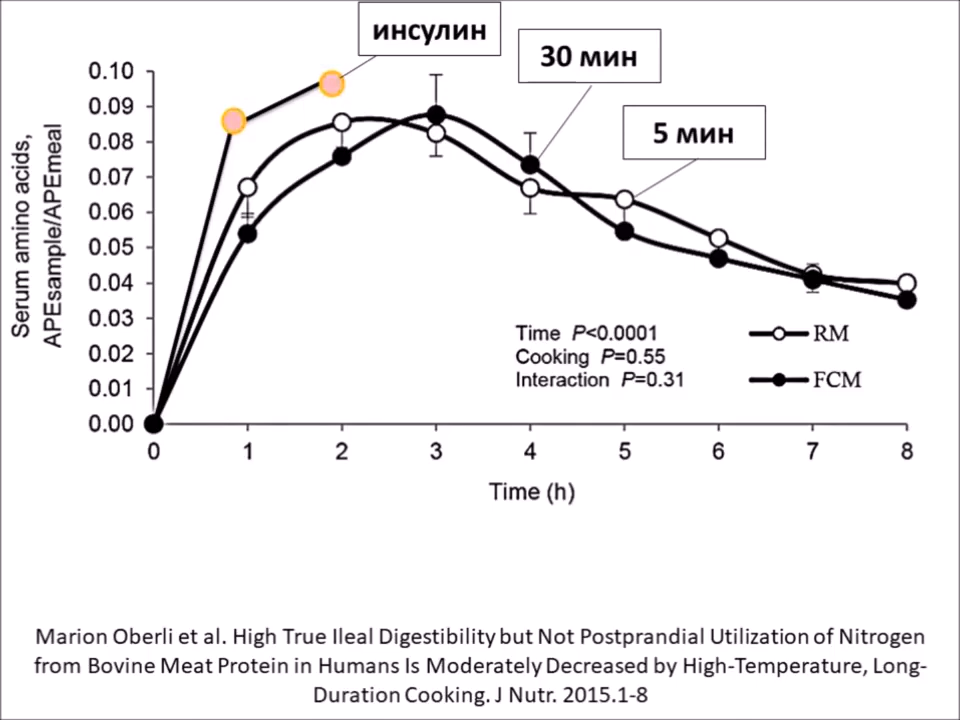 инсулин
30 мин
5 мин
Serum amino acids,
APEsample/APEmeal
0.10
0.09
0.08
0.07
0.06
0.05
0.04
0.03
0.02
0.01
0.00
0 1 2 3 4 5 6 7 8
Time (h)
Time P<0.0001
Cooking P=0.55
Interaction P=0.31
RM
FCM
Marion Oberli et al. High True Ileal Digestibility but Not Postprandial Utilization of Nitrogen
from Bovine Meat Protein in Humans Is Moderately Decreased by High-Temperature, Long-
Duration Cooking. J Nutr. 2015.1-8